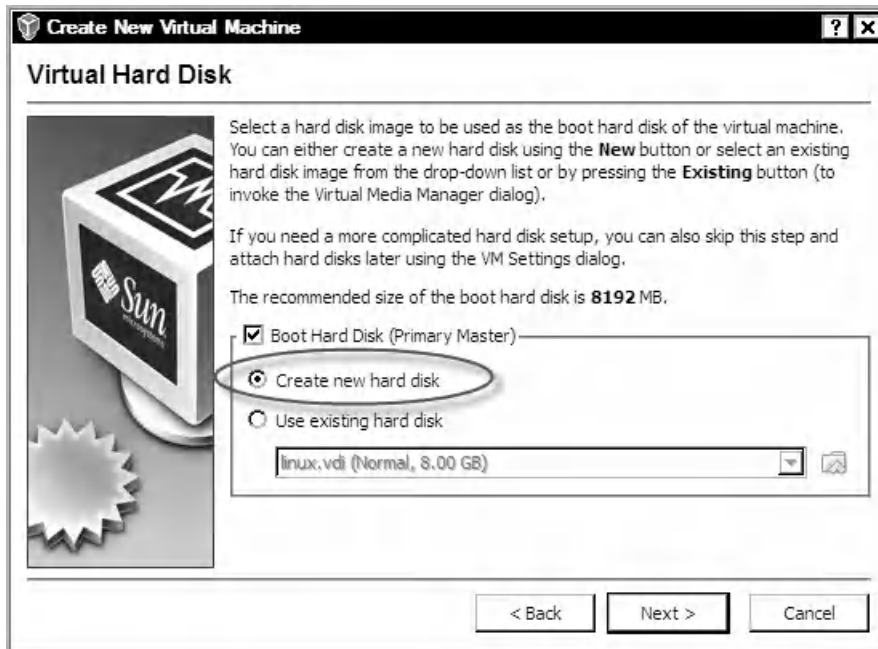 Create New Virtual Machine
?
X
Virtual Hard Disk
Select a hard disk image to be used as the boot hard disk of the virtual machine.
You can either create a new hard disk using the New button or select an existing
hard disk image from the drop-down list or by pressing the Existing button (to
invoke the Virtual Media Manager dialog).
If you need a more complicated hard disk setup, you can also skip this step and
attach hard disks later using the VM Settings dialog.
The recommended size of the boot hard disk is 8192 MB.
Boot Hard Disk (Primary Master)
Create new hard disk
Use existing hard disk
linux.vdi (Normal, 8.00 GB)
Sun
microsystems
< Back
Next >
Cancel